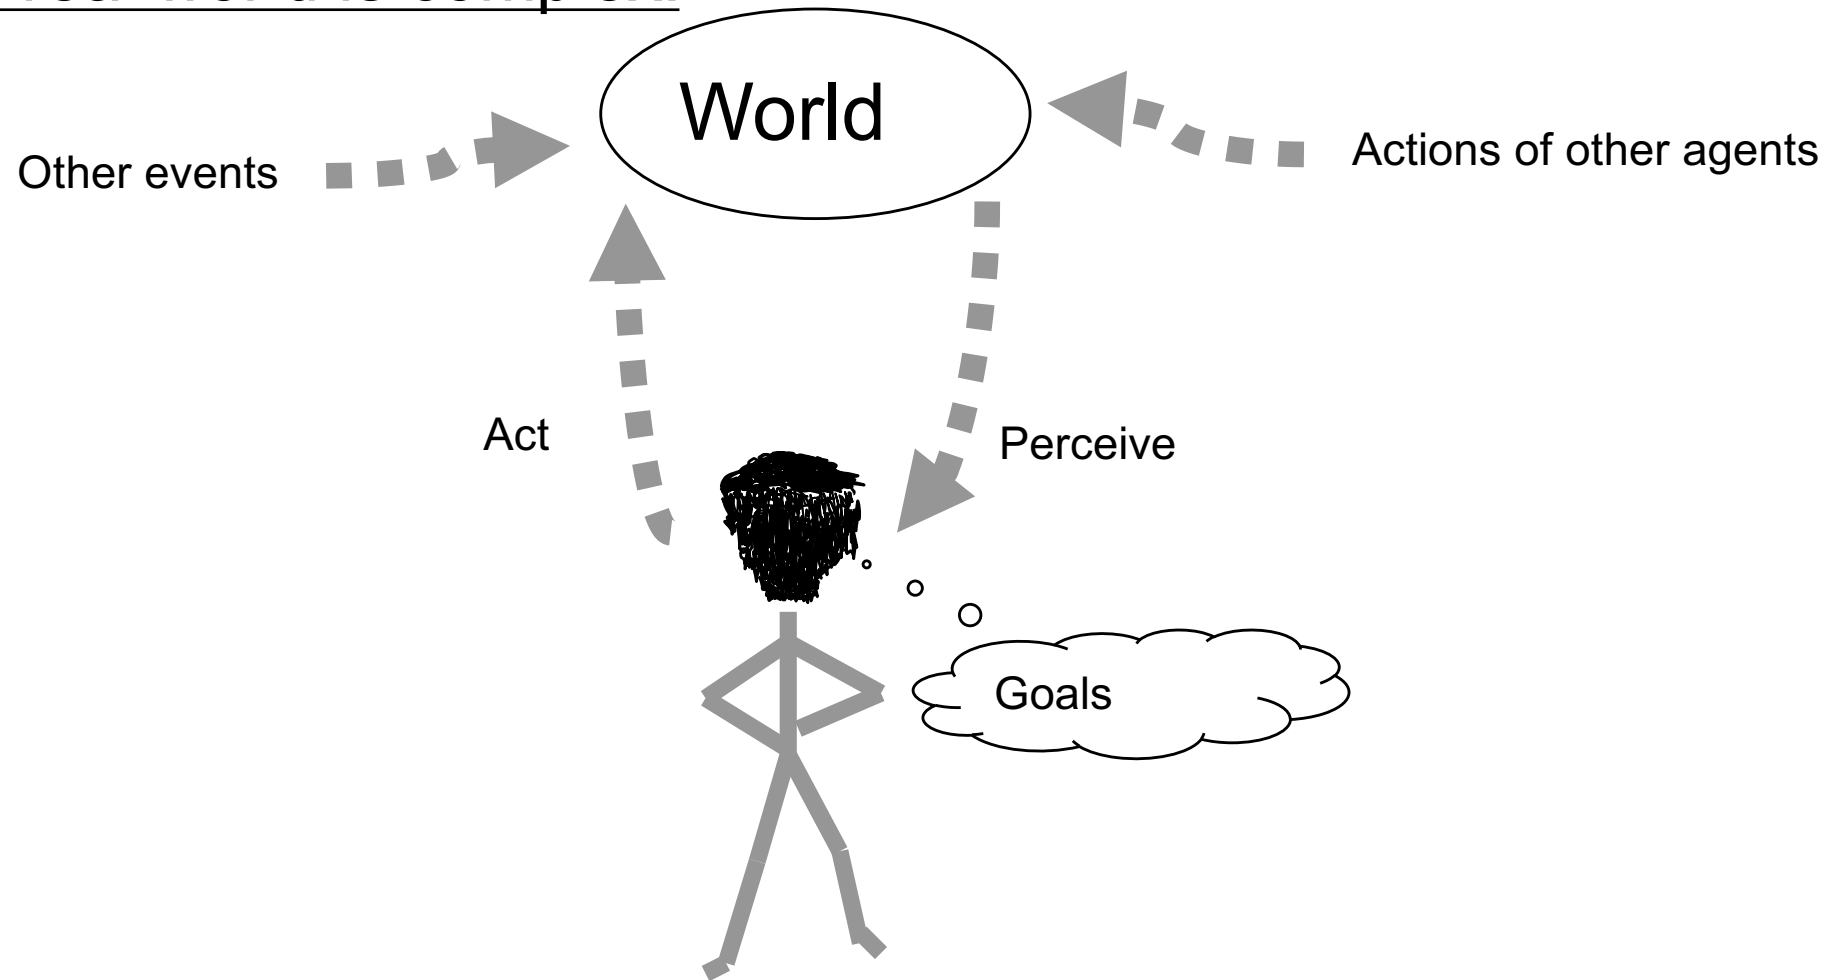 World
Other events
Actions of other agents
Act
Perceive
Goals